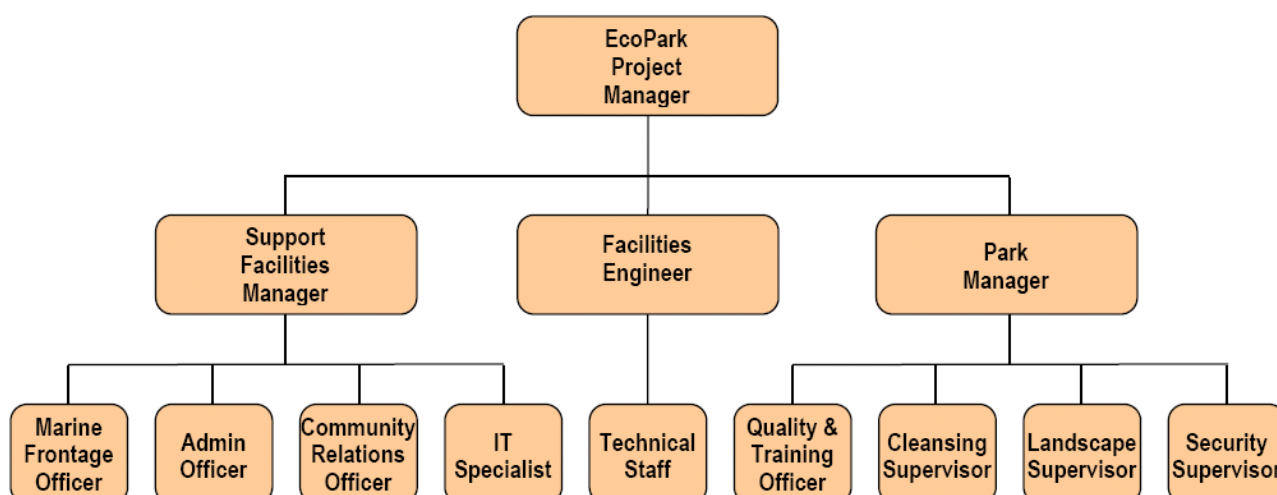 EcoPark
Project
Manager
Support
Facilities
Manager
Facilities
Engineer
Park
Manager
Marine
Frontage
Officer
Admin
Officer
Community
Relations
Officer
IT
Specialist
Technical
Staff
Quality &
Training
Officer
Cleansing
Supervisor
Landscape
Supervisor
Security
Supervisor